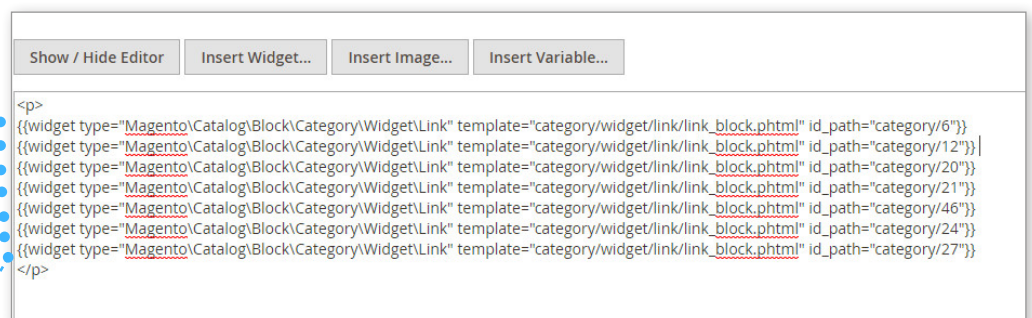 Show / Hide Editor Insert Widget... Insert Image... Insert Variable...
<p>
{{widget type="Magento\Catalog\Block\Category\Widget\Link" template="category/widget/link/link_block.phtml" id_path="category/6"}}
{{widget type="Magento\Catalog\Block\Category\Widget\Link" template="category/widget/link/link_block.phtml" id_path="category/12"}}
{{widget type="Magento\Catalog\Block\Category\Widget\Link" template="category/widget/link/link_block.phtml" id_path="category/20"}}
{{widget type="Magento\Catalog\Block\Category\Widget\Link" template="category/widget/link/link_block.phtml" id_path="category/21"}}
{{widget type="Magento\Catalog\Block\Category\Widget\Link" template="category/widget/link/link_block.phtml" id_path="category/46"}}
{{widget type="Magento\Catalog\Block\Category\Widget\Link" template="category/widget/link/link_block.phtml" id_path="category/24"}}
{{widget type="Magento\Catalog\Block\Category\Widget\Link" template="category/widget/link/link_block.phtml" id_path="category/27"}}
</p>